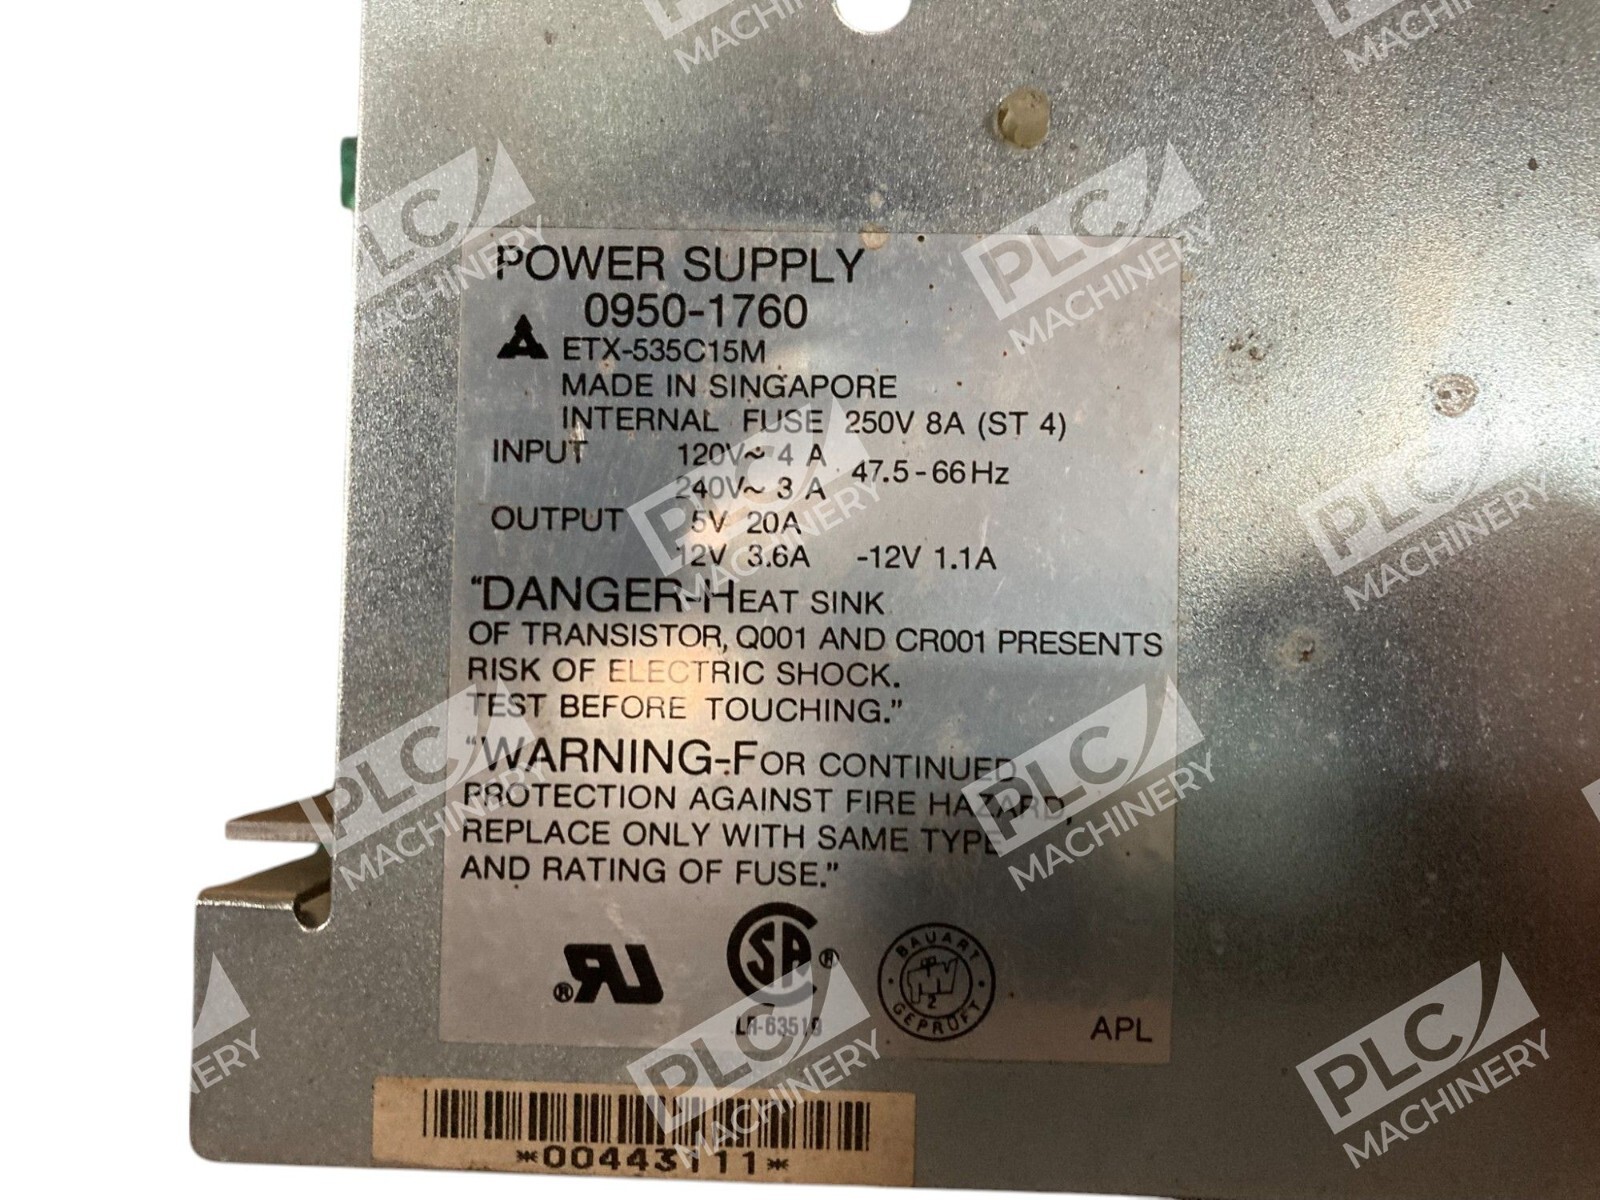 POWER SUPPLY
0950-1760
ETX-535C15M
MADE IN SINGAPORE
INTERNAL FUSE 250V 8A (ST 4)
INPUT 120V~ 4 A 47.5-66Hz
240V~ 3 A
OUTPUT 5V 20A
12V 3.6A -12V 1.1A
"DANGER-HEAT SINK
OF TRANSISTOR, Q001 AND CR001 PRESENTS
RISK OF ELECTRIC SHOCK.
TEST BEFORE TOUCHING."
"WARNING-FOR CONTINUED
PROTECTION AGAINST FIRE HAZARD,
REPLACE ONLY WITH SAME TYPE
AND RATING OF FUSE."
BAUART
GEPRÜFT
LR-63519
APL
*00443111*
PLC MACHINERY